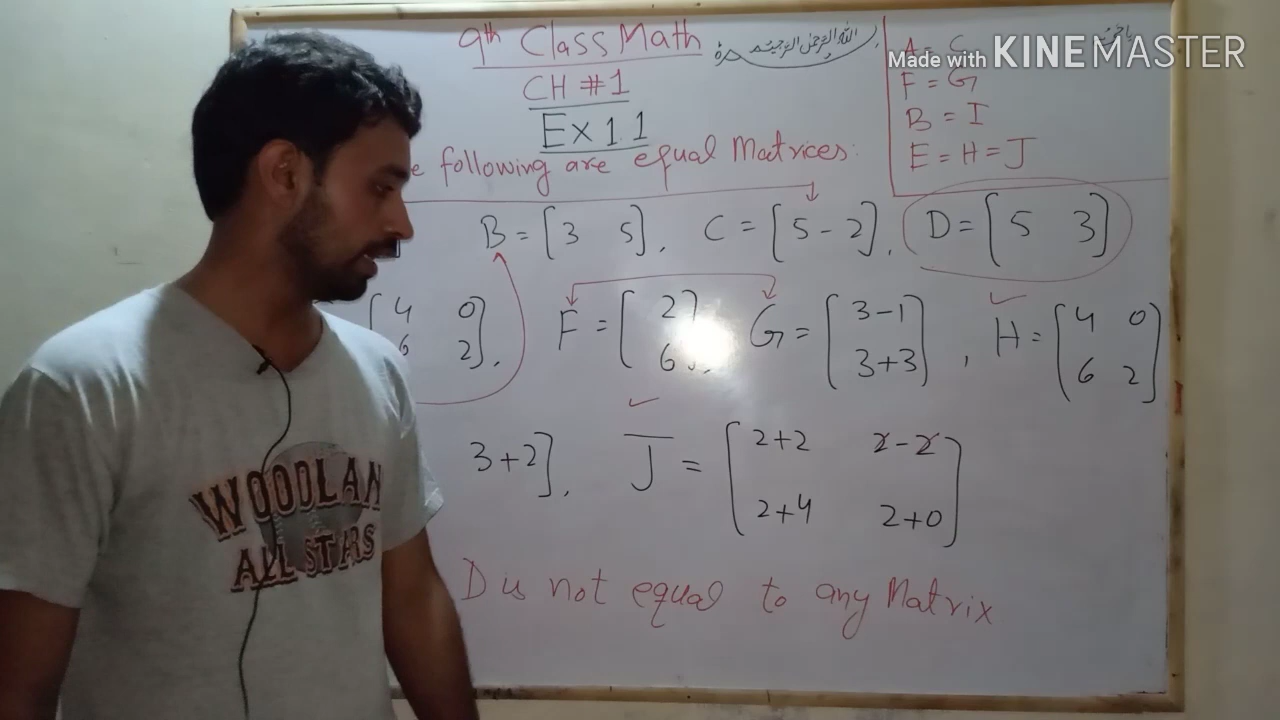 9th Class Math
CH #1
Ex 1.1
following are equal Matrices:
Made with KINEMASTER
A = C
F = G
B = I
E = H = J
B = [3 5], C = [5 - 2], D = [5 3]
[4 0
6 2], F = [2
6], G = [3-1
3+3], H = [4 0
6 2]
3+2], J = [2+2 2-2
2+4 2+0]
D is not equal to any Matrix
WOODLAN
ALL STARS